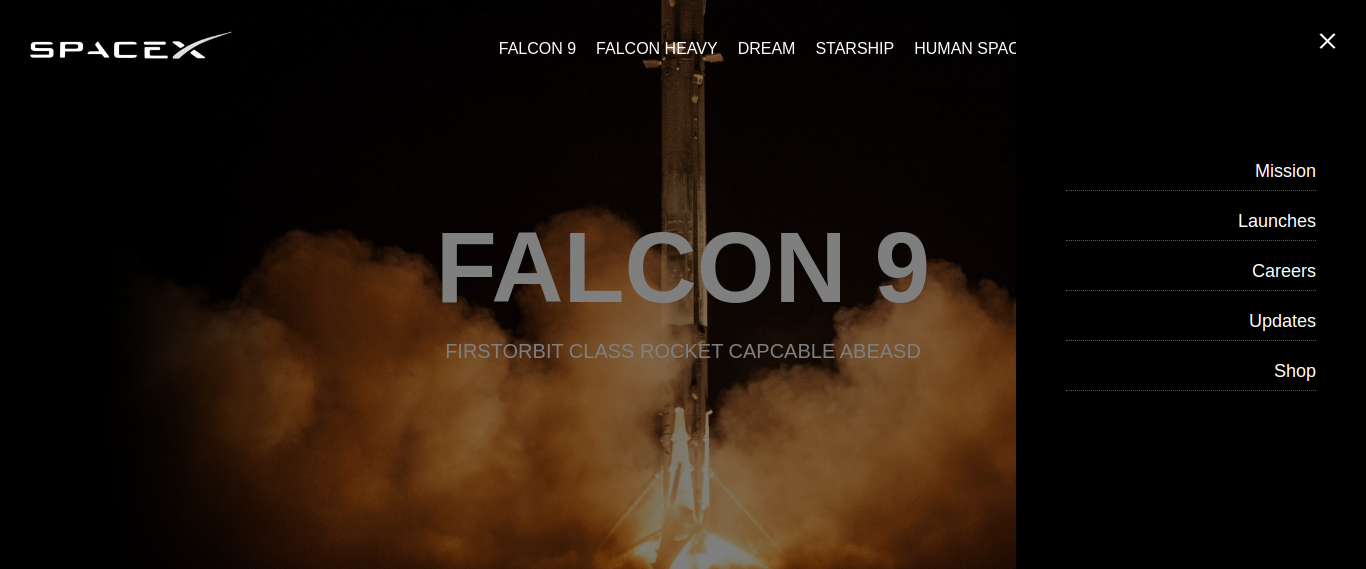 SPACEX
FALCON 9 FALCON HEAVY DREAM STARSHIP HUMAN SPAC
Mission
Launches
Careers
Updates
Shop
FALCON 9
FIRSTORBIT CLASS ROCKET CAPCABLE ABEASD